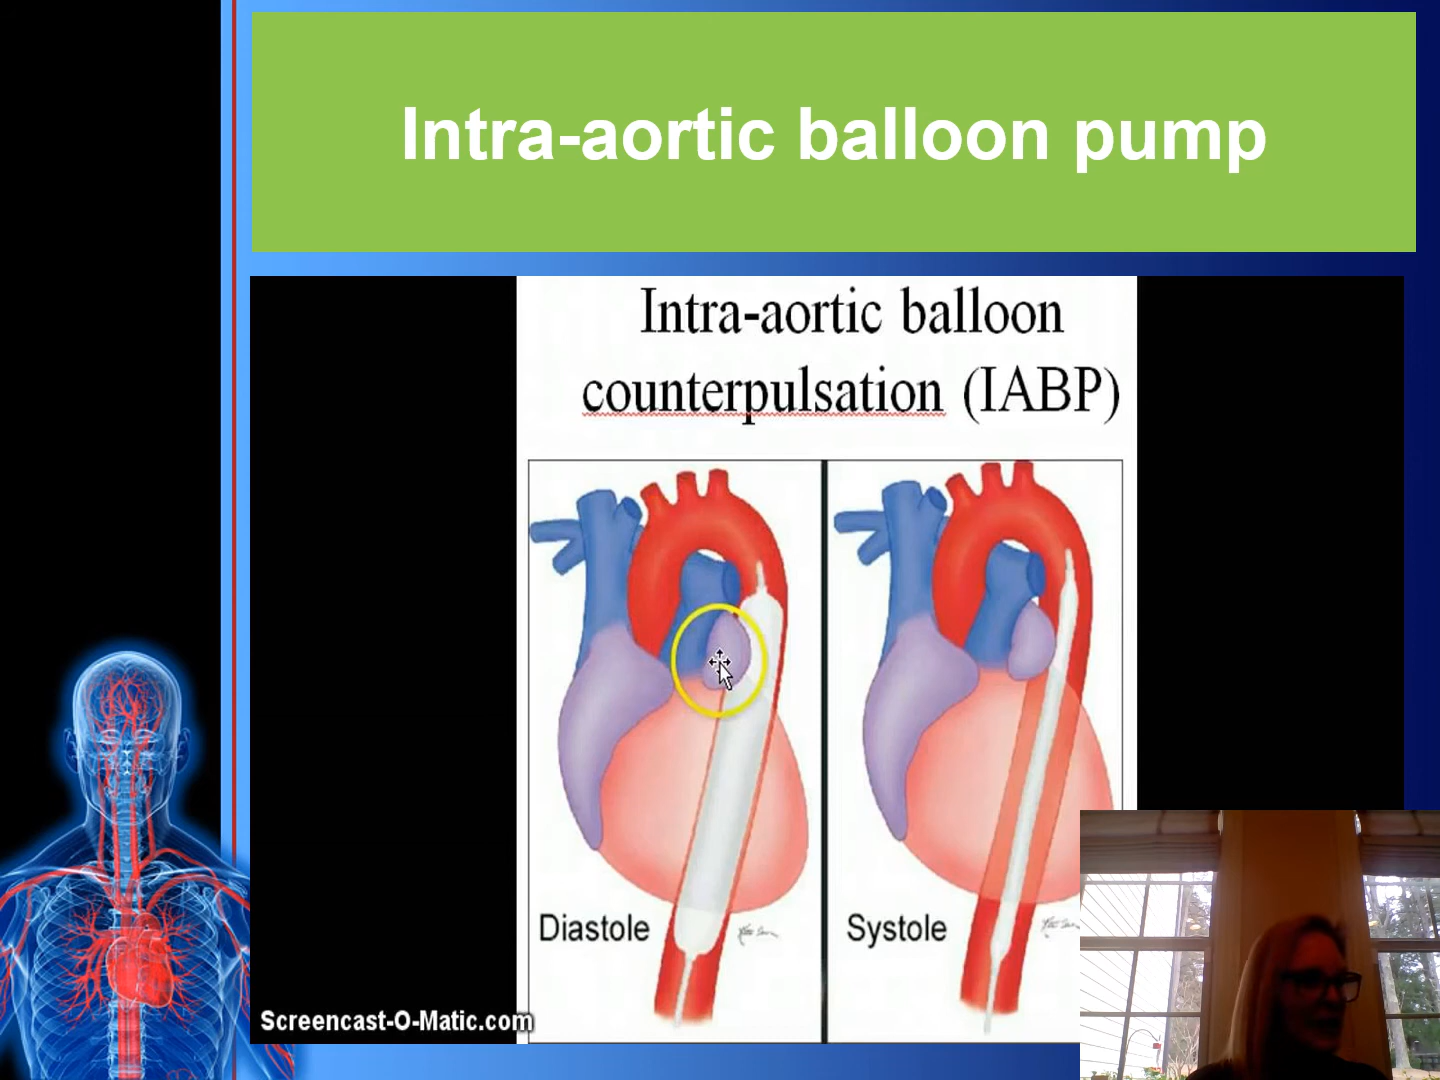 Intra-aortic balloon pump
Intra-aortic balloon
counterpulsation (IABP)
Diastole
Systole
Screencast-O-Matic.com